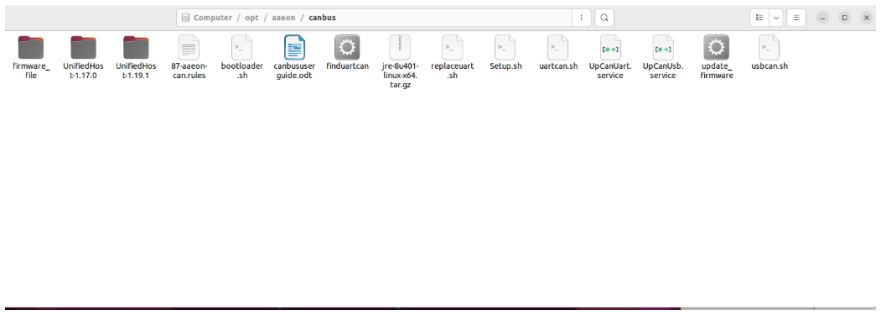 Computer / opt / aaeon / canbus
firmware_
file
UnifiedHos
t-1.17.0
UnifiedHos
t-1.19.1
87-aaeon-
can.rules
bootloader
.sh
canbususer
guide.odt
finduartcan
jre-8u401-
linux-x64.
tar.gz
replaceuart
.sh
Setup.sh
uartcan.sh
UpCanUart.
service
UpCanUsb.
service
update_
firmware
usbcan.sh